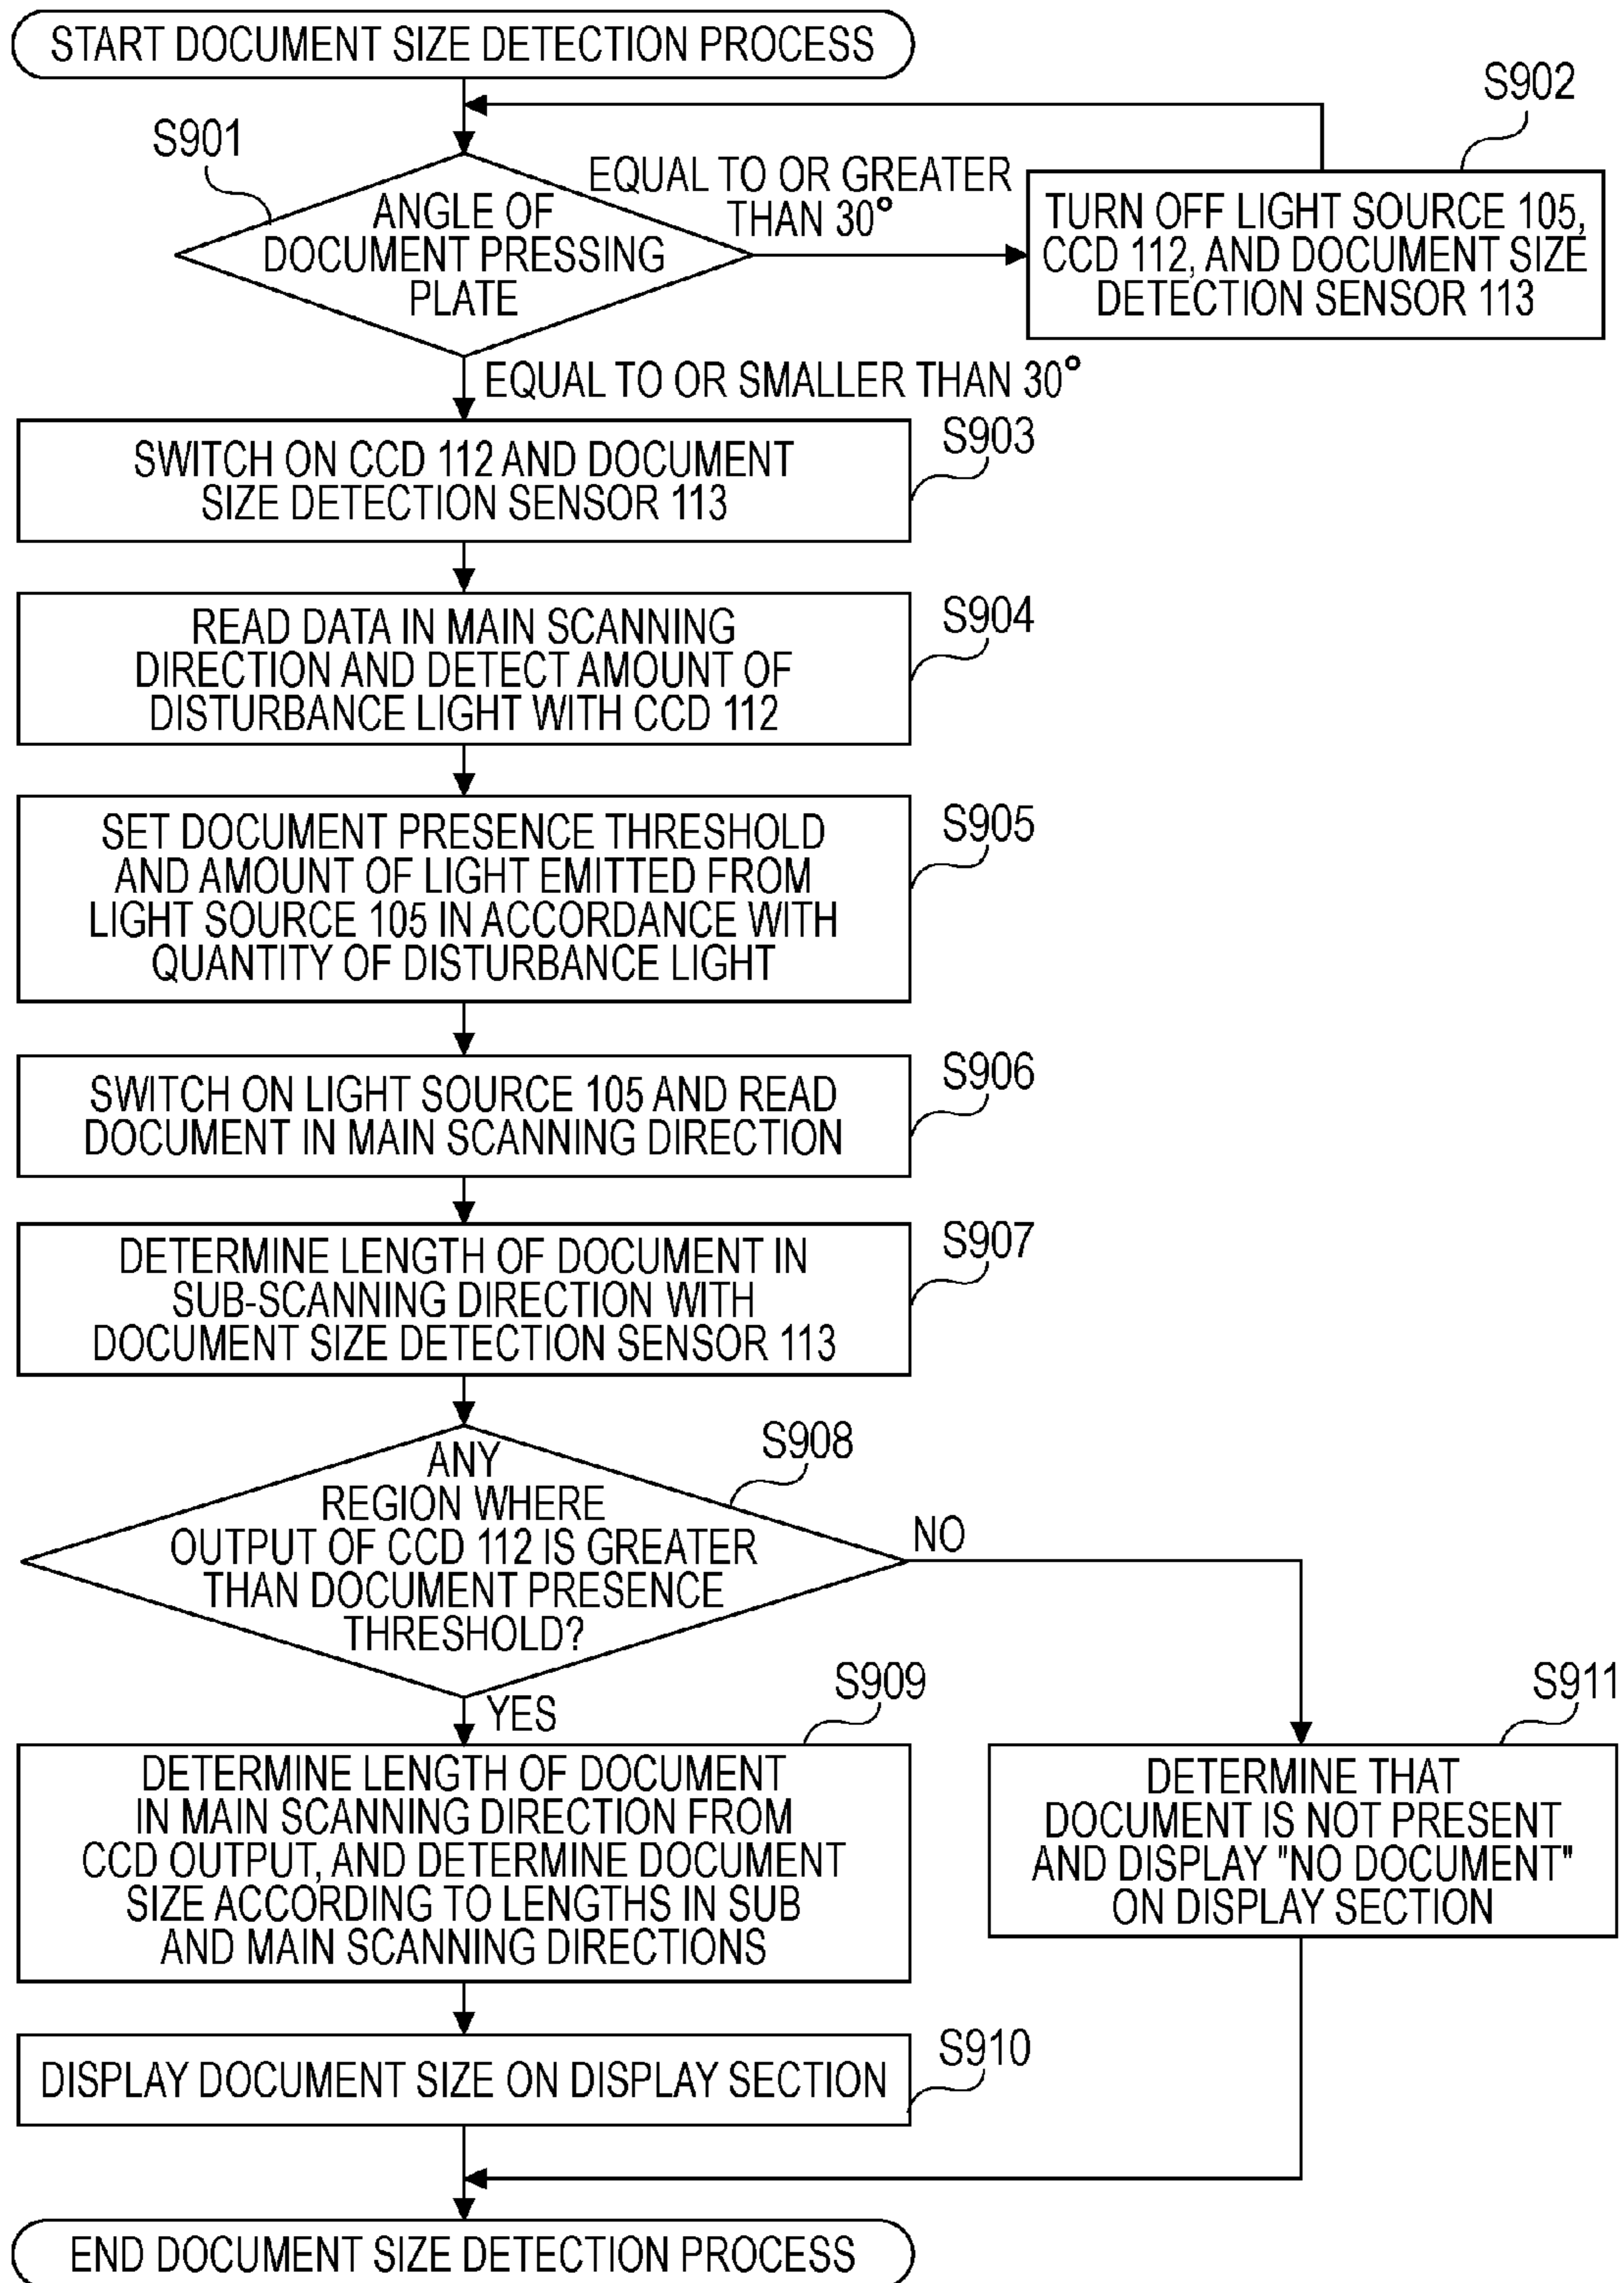 START DOCUMENT SIZE DETECTION PROCESS
S901
ANGLE OF
DOCUMENT PRESSING
PLATE
EQUAL TO OR GREATER
THAN 30°
S902
TURN OFF LIGHT SOURCE 105,
CCD 112, AND DOCUMENT SIZE
DETECTION SENSOR 113
EQUAL TO OR SMALLER THAN 30°
S903
SWITCH ON CCD 112 AND DOCUMENT
SIZE DETECTION SENSOR 113
S904
READ DATA IN MAIN SCANNING
DIRECTION AND DETECT AMOUNT OF
DISTURBANCE LIGHT WITH CCD 112
S905
SET DOCUMENT PRESENCE THRESHOLD
AND AMOUNT OF LIGHT EMITTED FROM
LIGHT SOURCE 105 IN ACCORDANCE WITH
QUANTITY OF DISTURBANCE LIGHT
S906
SWITCH ON LIGHT SOURCE 105 AND READ
DOCUMENT IN MAIN SCANNING DIRECTION
S907
DETERMINE LENGTH OF DOCUMENT IN
SUB-SCANNING DIRECTION WITH
DOCUMENT SIZE DETECTION SENSOR 113
S908
ANY
REGION WHERE
OUTPUT OF CCD 112 IS GREATER
THAN DOCUMENT PRESENCE
THRESHOLD?
NO
YES
S909
DETERMINE LENGTH OF DOCUMENT
IN MAIN SCANNING DIRECTION FROM
CCD OUTPUT, AND DETERMINE DOCUMENT
SIZE ACCORDING TO LENGTHS IN SUB
AND MAIN SCANNING DIRECTIONS
S911
DETERMINE THAT
DOCUMENT IS NOT PRESENT
AND DISPLAY "NO DOCUMENT"
ON DISPLAY SECTION
S910
DISPLAY DOCUMENT SIZE ON DISPLAY SECTION
END DOCUMENT SIZE DETECTION PROCESS